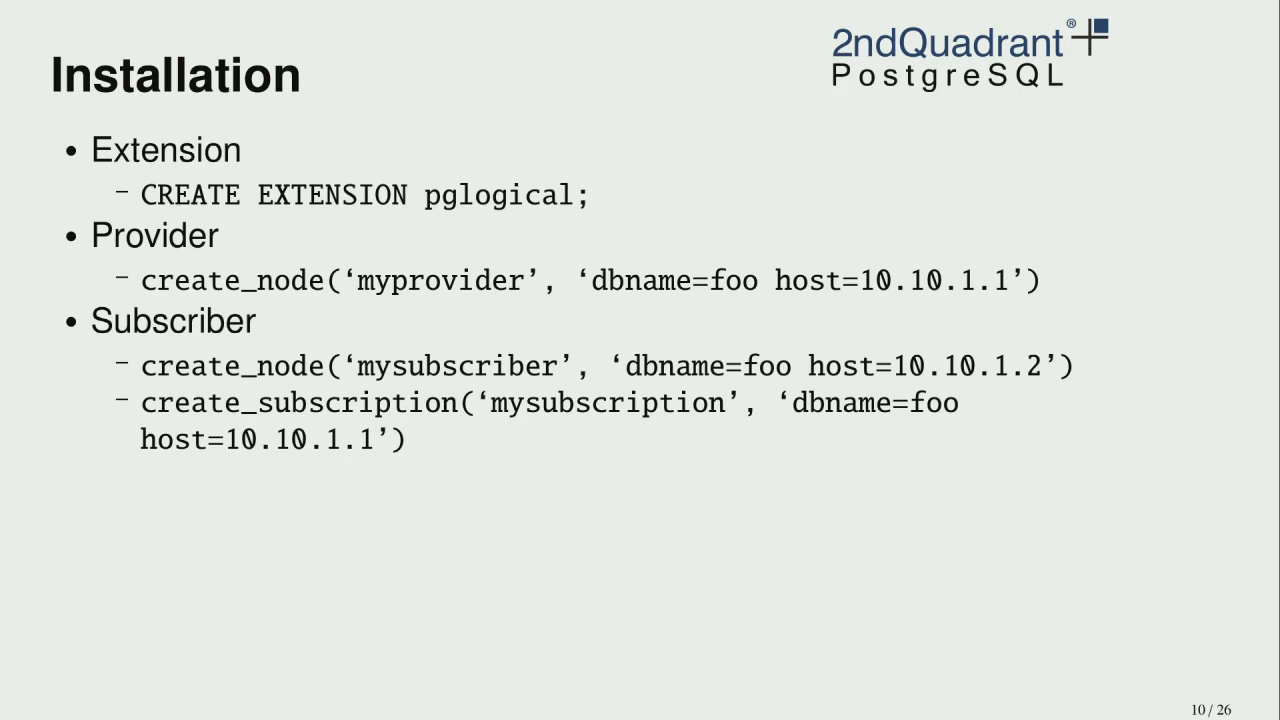 2ndQuadrant®
PostgreSQL
Installation
• Extension
– CREATE EXTENSION pglogical;
• Provider
– create_node(‘myprovider’, ‘dbname=foo host=10.10.1.1’)
• Subscriber
– create_node(‘mysubscriber’, ‘dbname=foo host=10.10.1.2’)
– create_subscription(‘mysubscription’, ‘dbname=foo
host=10.10.1.1’)
10 / 26